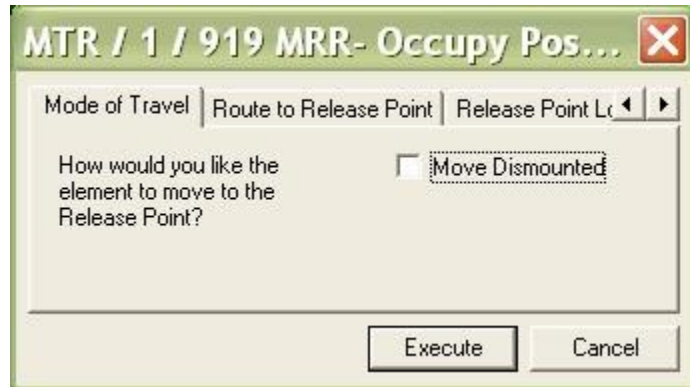 MTR / 1 / 919 MRR- Occupy Pos...
Mode of Travel Route to Release Point Release Point
How would you like the Move Dismounted
element to move to the
Release Point?
Execute Cancel